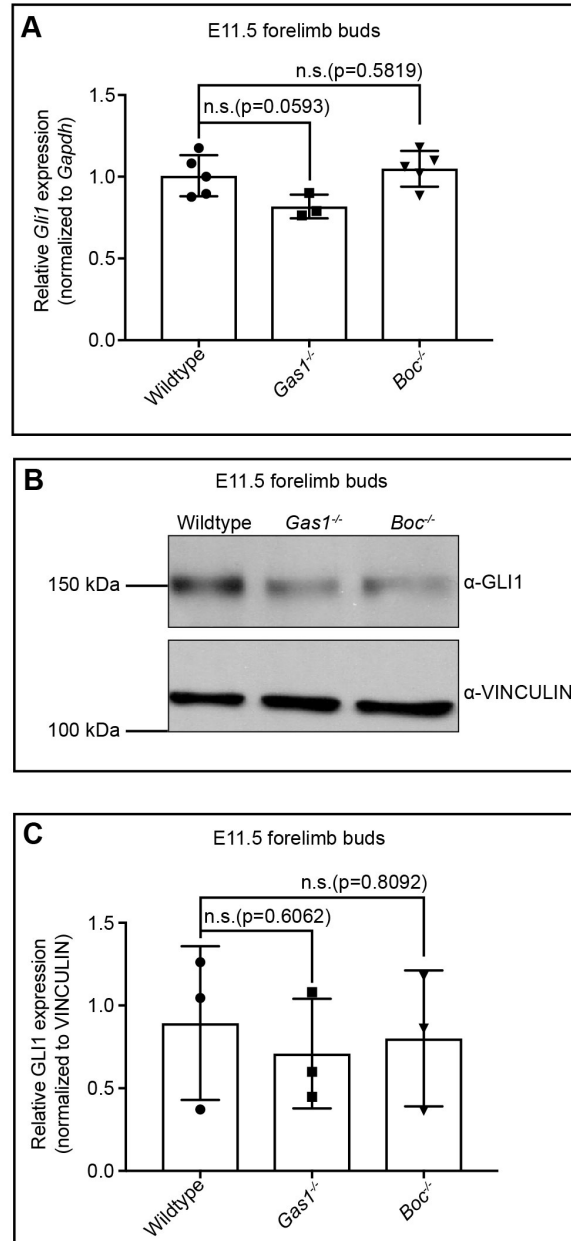 A
E11.5 forelimb buds
n.s.(p=0.5819)
n.s.(p=0.0593)
Relative Gli1 expression
(normalized to Gapdh)
1.5
1.0
0.5
0.0
Wildtype
Gas1-/-
Boc-/-
B
E11.5 forelimb buds
Wildtype Gas1-/- Boc-/-
150 kDa
α-GLI1
α-VINCULIN
100 kDa
C
E11.5 forelimb buds
n.s.(p=0.8092)
n.s.(p=0.6062)
Relative GLI1 expression
(normalized to VINCULIN)
1.5
1.0
0.5
0.0
Wildtype
Gas1-/-
Boc-/-